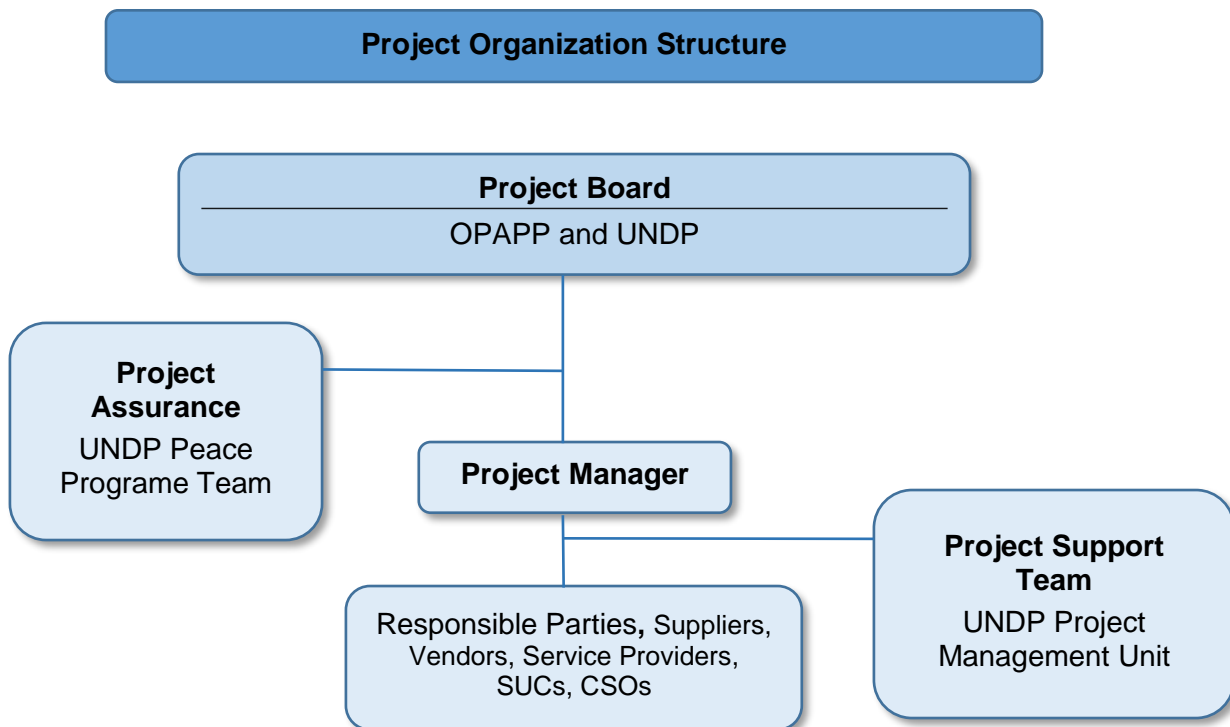 Project Organization Structure
Project Board
OPAPP and UNDP
Project
Assurance
UNDP Peace
Programe Team
Project Manager
Project Support
Team
UNDP Project
Management Unit
Responsible Parties, Suppliers,
Vendors, Service Providers,
SUCs, CSOs